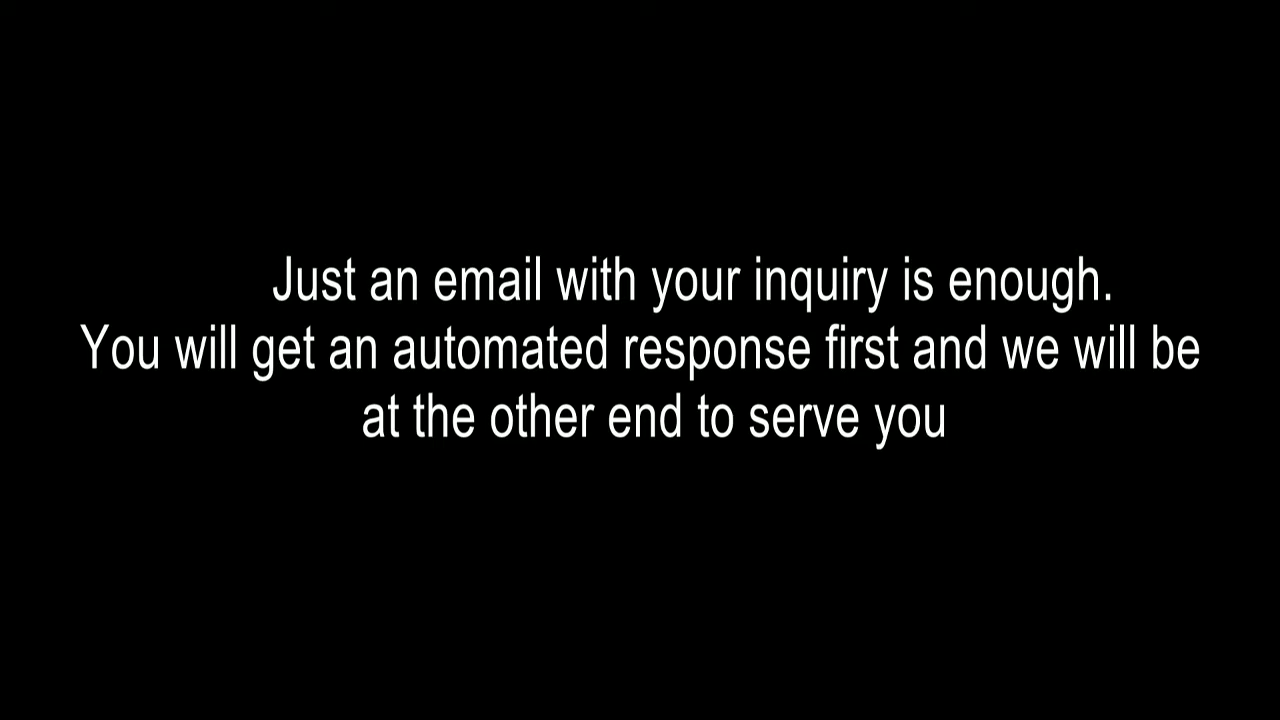 Just an email with your inquiry is enough.
You will get an automated response first and we will be
at the other end to serve you